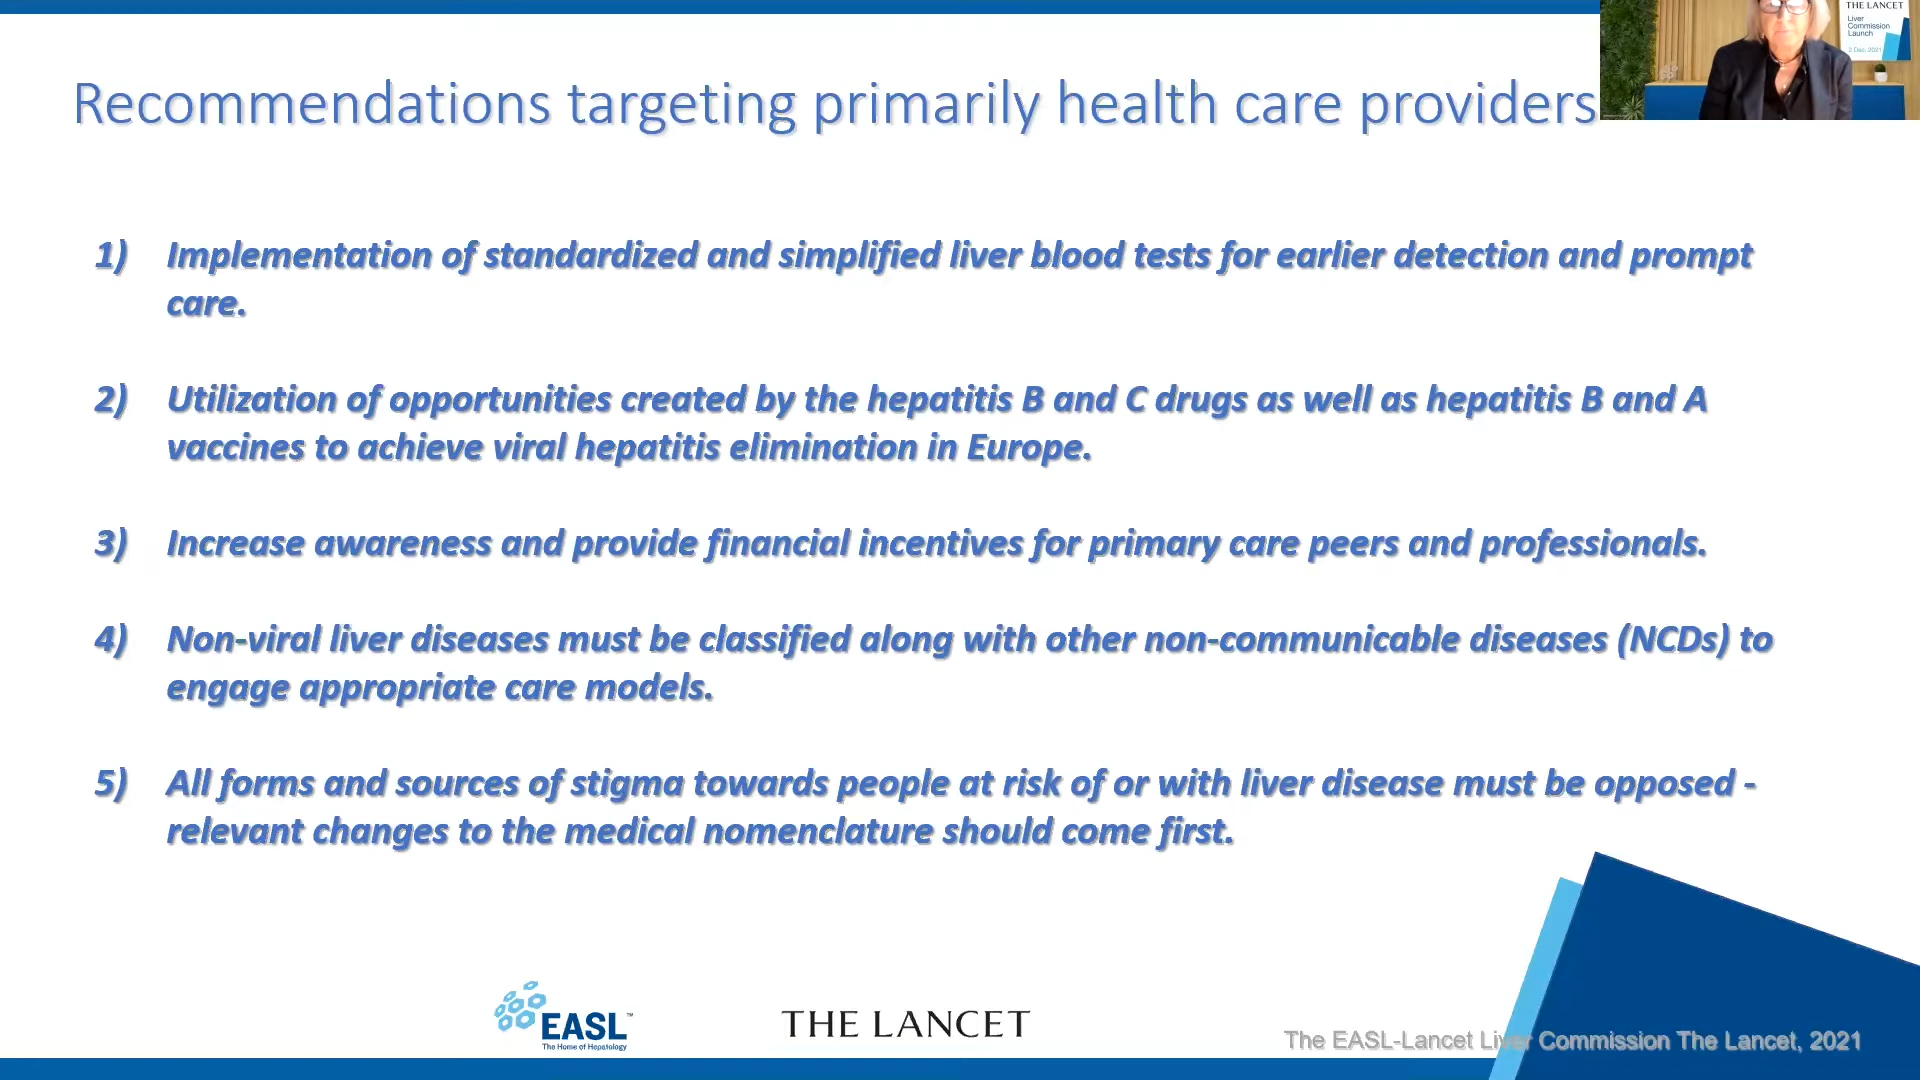 THE LANCET
Liver
Commission
Launch
2 Dec. 2021
Recommendations targeting primarily health care providers
1) Implementation of standardized and simplified liver blood tests for earlier detection and prompt
care.
2) Utilization of opportunities created by the hepatitis B and C drugs as well as hepatitis B and A
vaccines to achieve viral hepatitis elimination in Europe.
3) Increase awareness and provide financial incentives for primary care peers and professionals.
4) Non-viral liver diseases must be classified along with other non-communicable diseases (NCDs) to
engage appropriate care models.
5) All forms and sources of stigma towards people at risk of or with liver disease must be opposed -
relevant changes to the medical nomenclature should come first.
EASL™
The Home of Hepatology
THE LANCET
The EASL-Lancet Liver Commission The Lancet, 2021